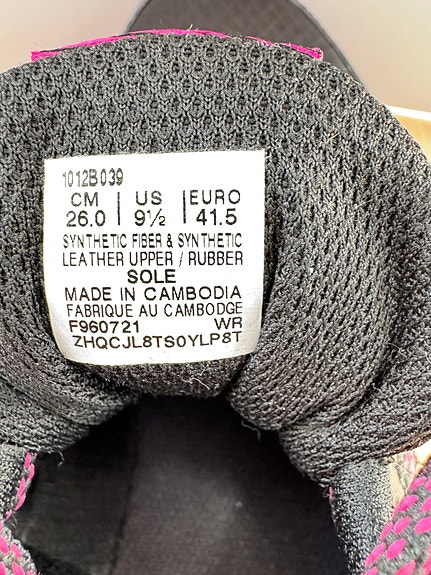 1012B039
CM | US | EURO
26.0 | 9½ | 41.5
SYNTHETIC FIBER & SYNTHETIC
LEATHER UPPER / RUBBER
SOLE
MADE IN CAMBODIA
FABRIQUE AU CAMBODGE
F960721 WR
ZHQCJL8TS0YLP8T